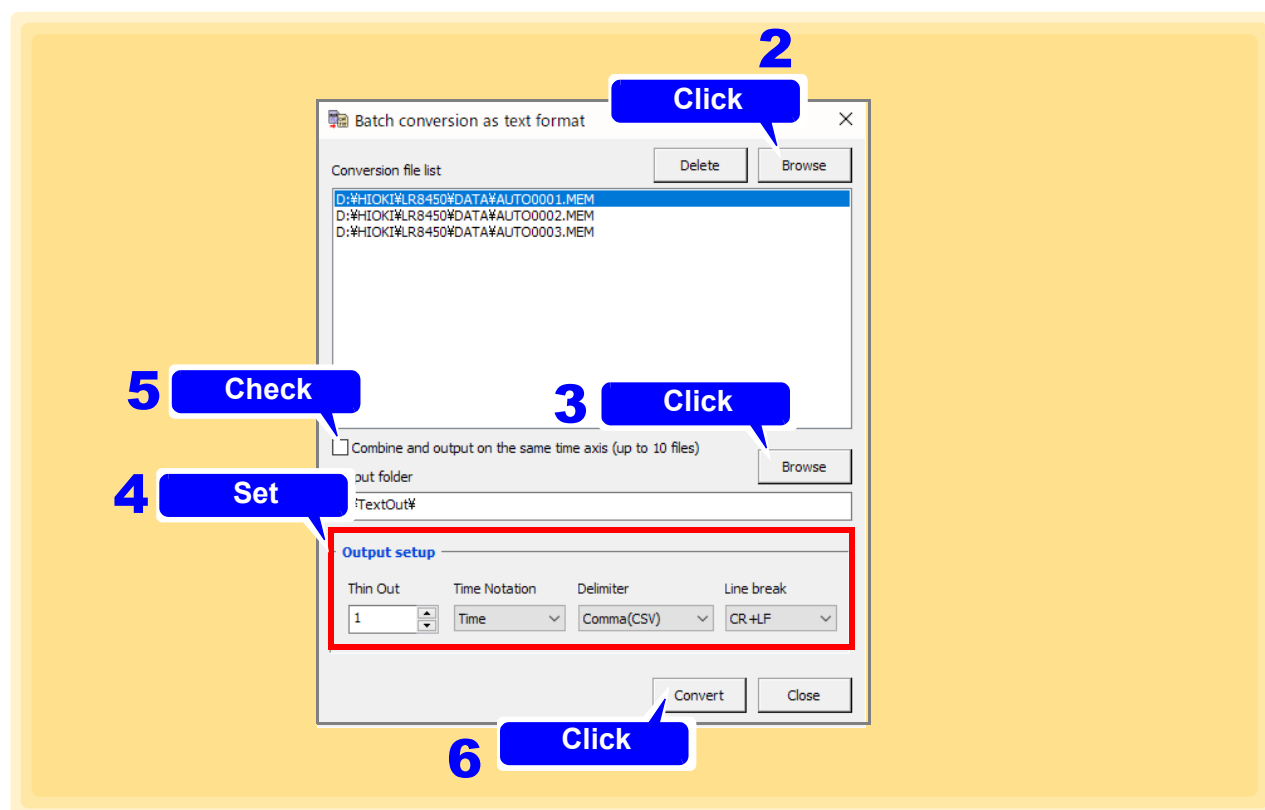 2
Click
Batch conversion as text format
Conversion file list
Delete
Browse
D:¥HIOKI¥LR8450¥DATA¥AUTO0001.MEM
D:¥HIOKI¥LR8450¥DATA¥AUTO0002.MEM
D:¥HIOKI¥LR8450¥DATA¥AUTO0003.MEM
5
Check
3
Click
Combine and output on the same time axis (up to 10 files)
Browse
put folder
4
Set
¥TextOut¥
Output setup
Thin Out
Time Notation
Delimiter
Line break
1
Time
Comma(CSV)
CR+LF
Convert
Close
6
Click